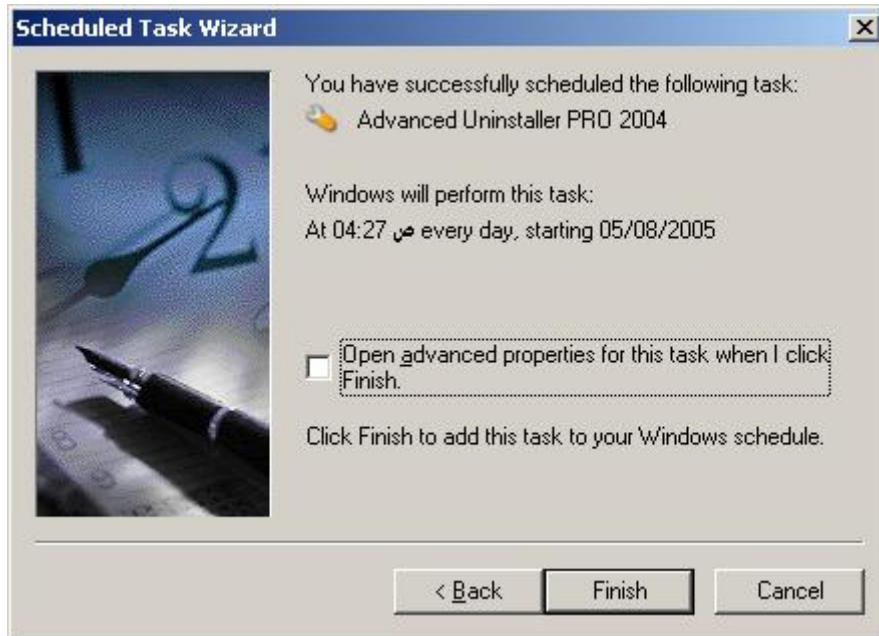 Scheduled Task Wizard
You have successfully scheduled the following task:
Advanced Uninstaller PRO 2004
Windows will perform this task:
At 04:27 ص every day, starting 05/08/2005
Open advanced properties for this task when I click
Finish.
Click Finish to add this task to your Windows schedule.
< Back
Finish
Cancel